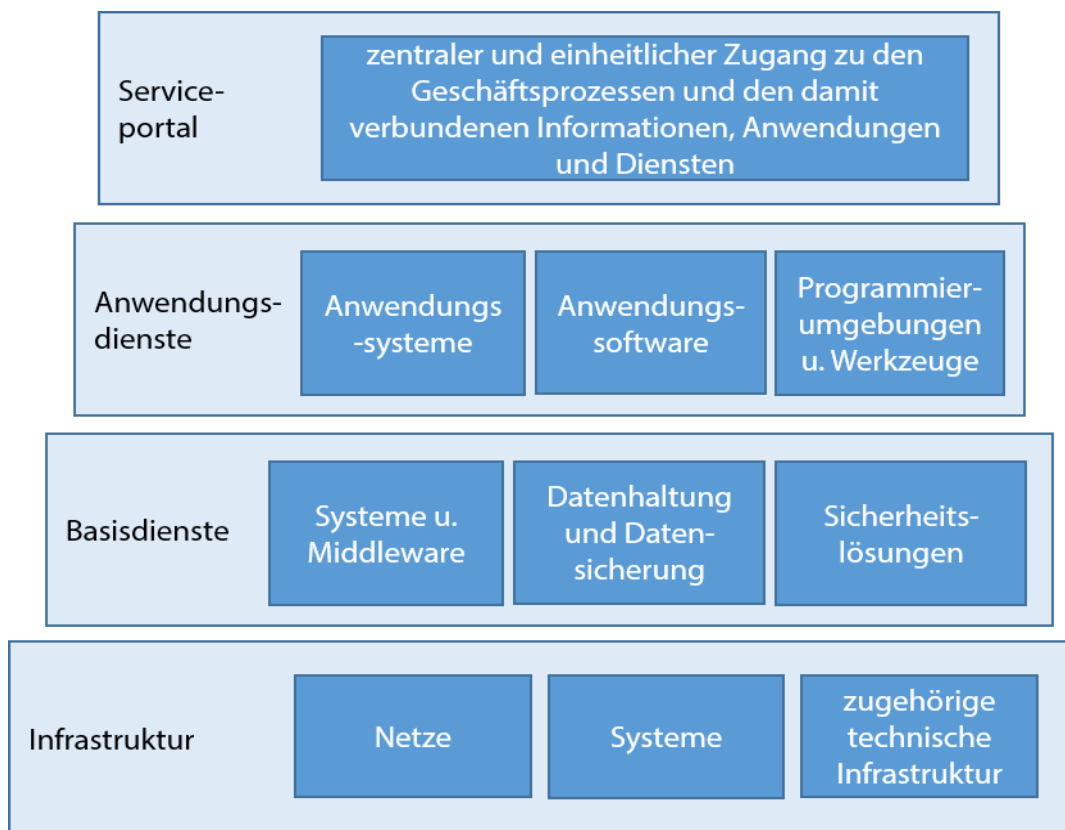 Service-
portal
zentraler und einheitlicher Zugang zu den
Geschäftsprozessen und den damit
verbundenen Informationen, Anwendungen
und Diensten
Anwendungs-
dienste
Anwendungs
-systeme
Anwendungs-
software
Programmier-
umgebungen
u. Werkzeuge
Basisdienste
Systeme u.
Middleware
Datenhaltung
und Daten-
sicherung
Sicherheits-
lösungen
Infrastruktur
Netze
Systeme
zugehörige
technische
Infrastruktur